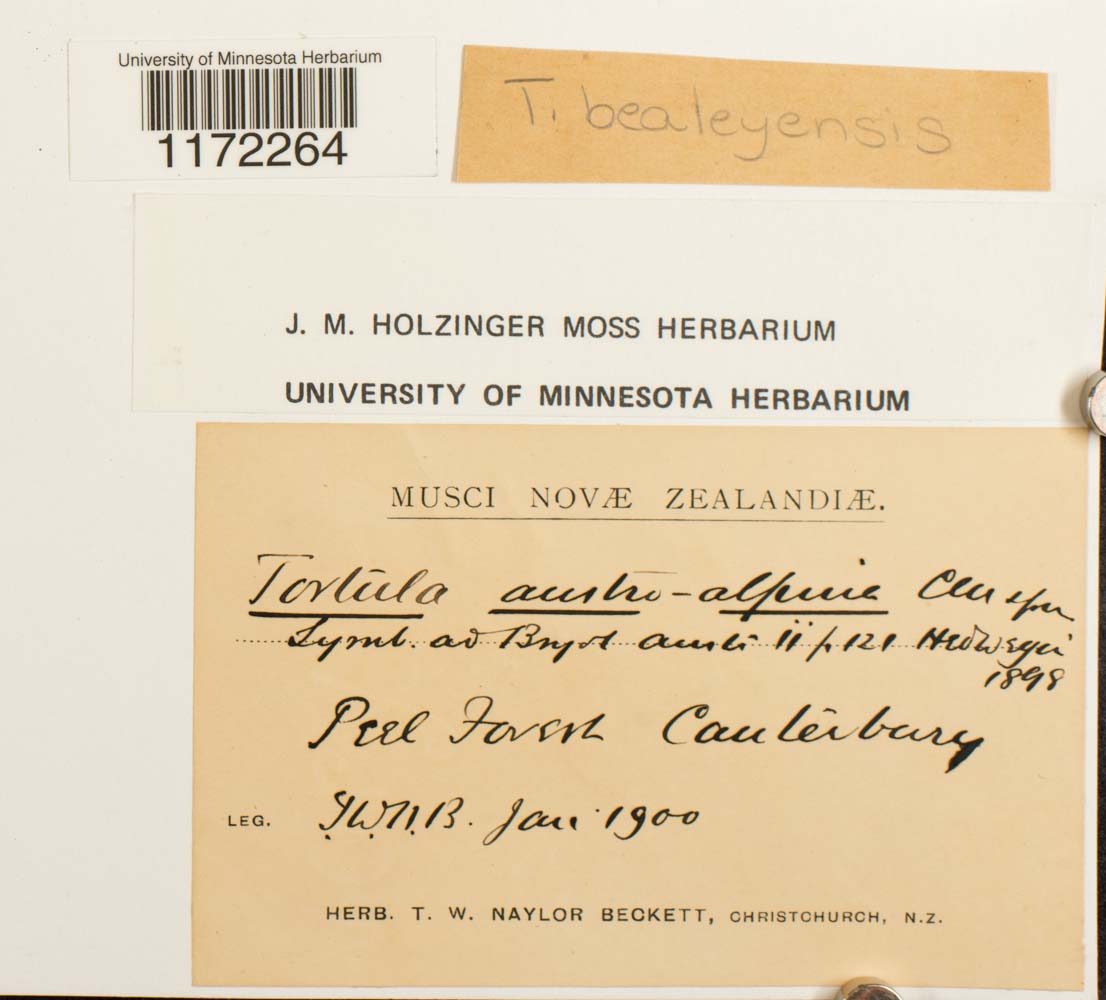 University of Minnesota Herbarium
1172264
T. bealeyensis
J. M. HOLZINGER MOSS HERBARIUM
UNIVERSITY OF MINNESOTA HERBARIUM
MUSCI NOVÆ ZEALANDIÆ.
Tortula austro-alpina
Symb. ad Bryol austr ii p 121 Hedwegia
1898
Peel Forest Canterbury
LEG. T.W.N.B. Jan. 1900
HERB. T. W. NAYLOR BECKETT, CHRISTCHURCH, N.Z.